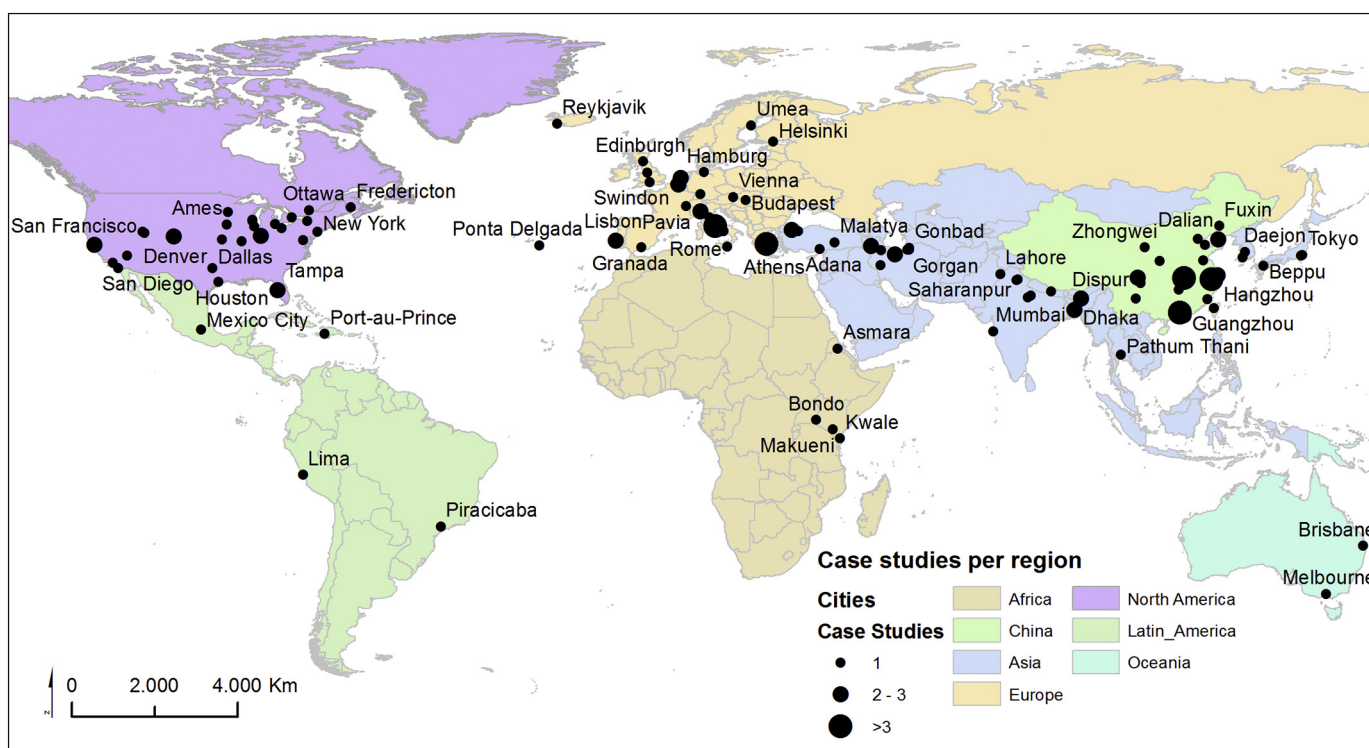 Reykjavik
Umea
Helsinki
Edinburgh
Hamburg
Ottawa
Fredericton
Vienna
Ames
Swindon
Budapest
San Francisco
New York
Lisbon
Pavia
Malatya
Gonbad
Dalian
Fuxin
Ponta Delgada
Zhongwei
Daejon
Tokyo
Denver
Dallas
Rome
Granada
Athens
Adana
Gorgan
Lahore
Dispur
Beppu
Tampa
San Diego
Saharanpur
Hangzhou
Houston
Mumbai
Dhaka
Mexico City
Port-au-Prince
Guangzhou
Asmara
Pathum Thani
Bondo
Kwale
Makueni
Lima
Piracicaba
Brisbane
Melbourne
Case studies per region
Cities
Case Studies
1
2 - 3
>3
Africa
China
Asia
Europe
North America
Latin_America
Oceania
0 2.000 4.000 Km
z